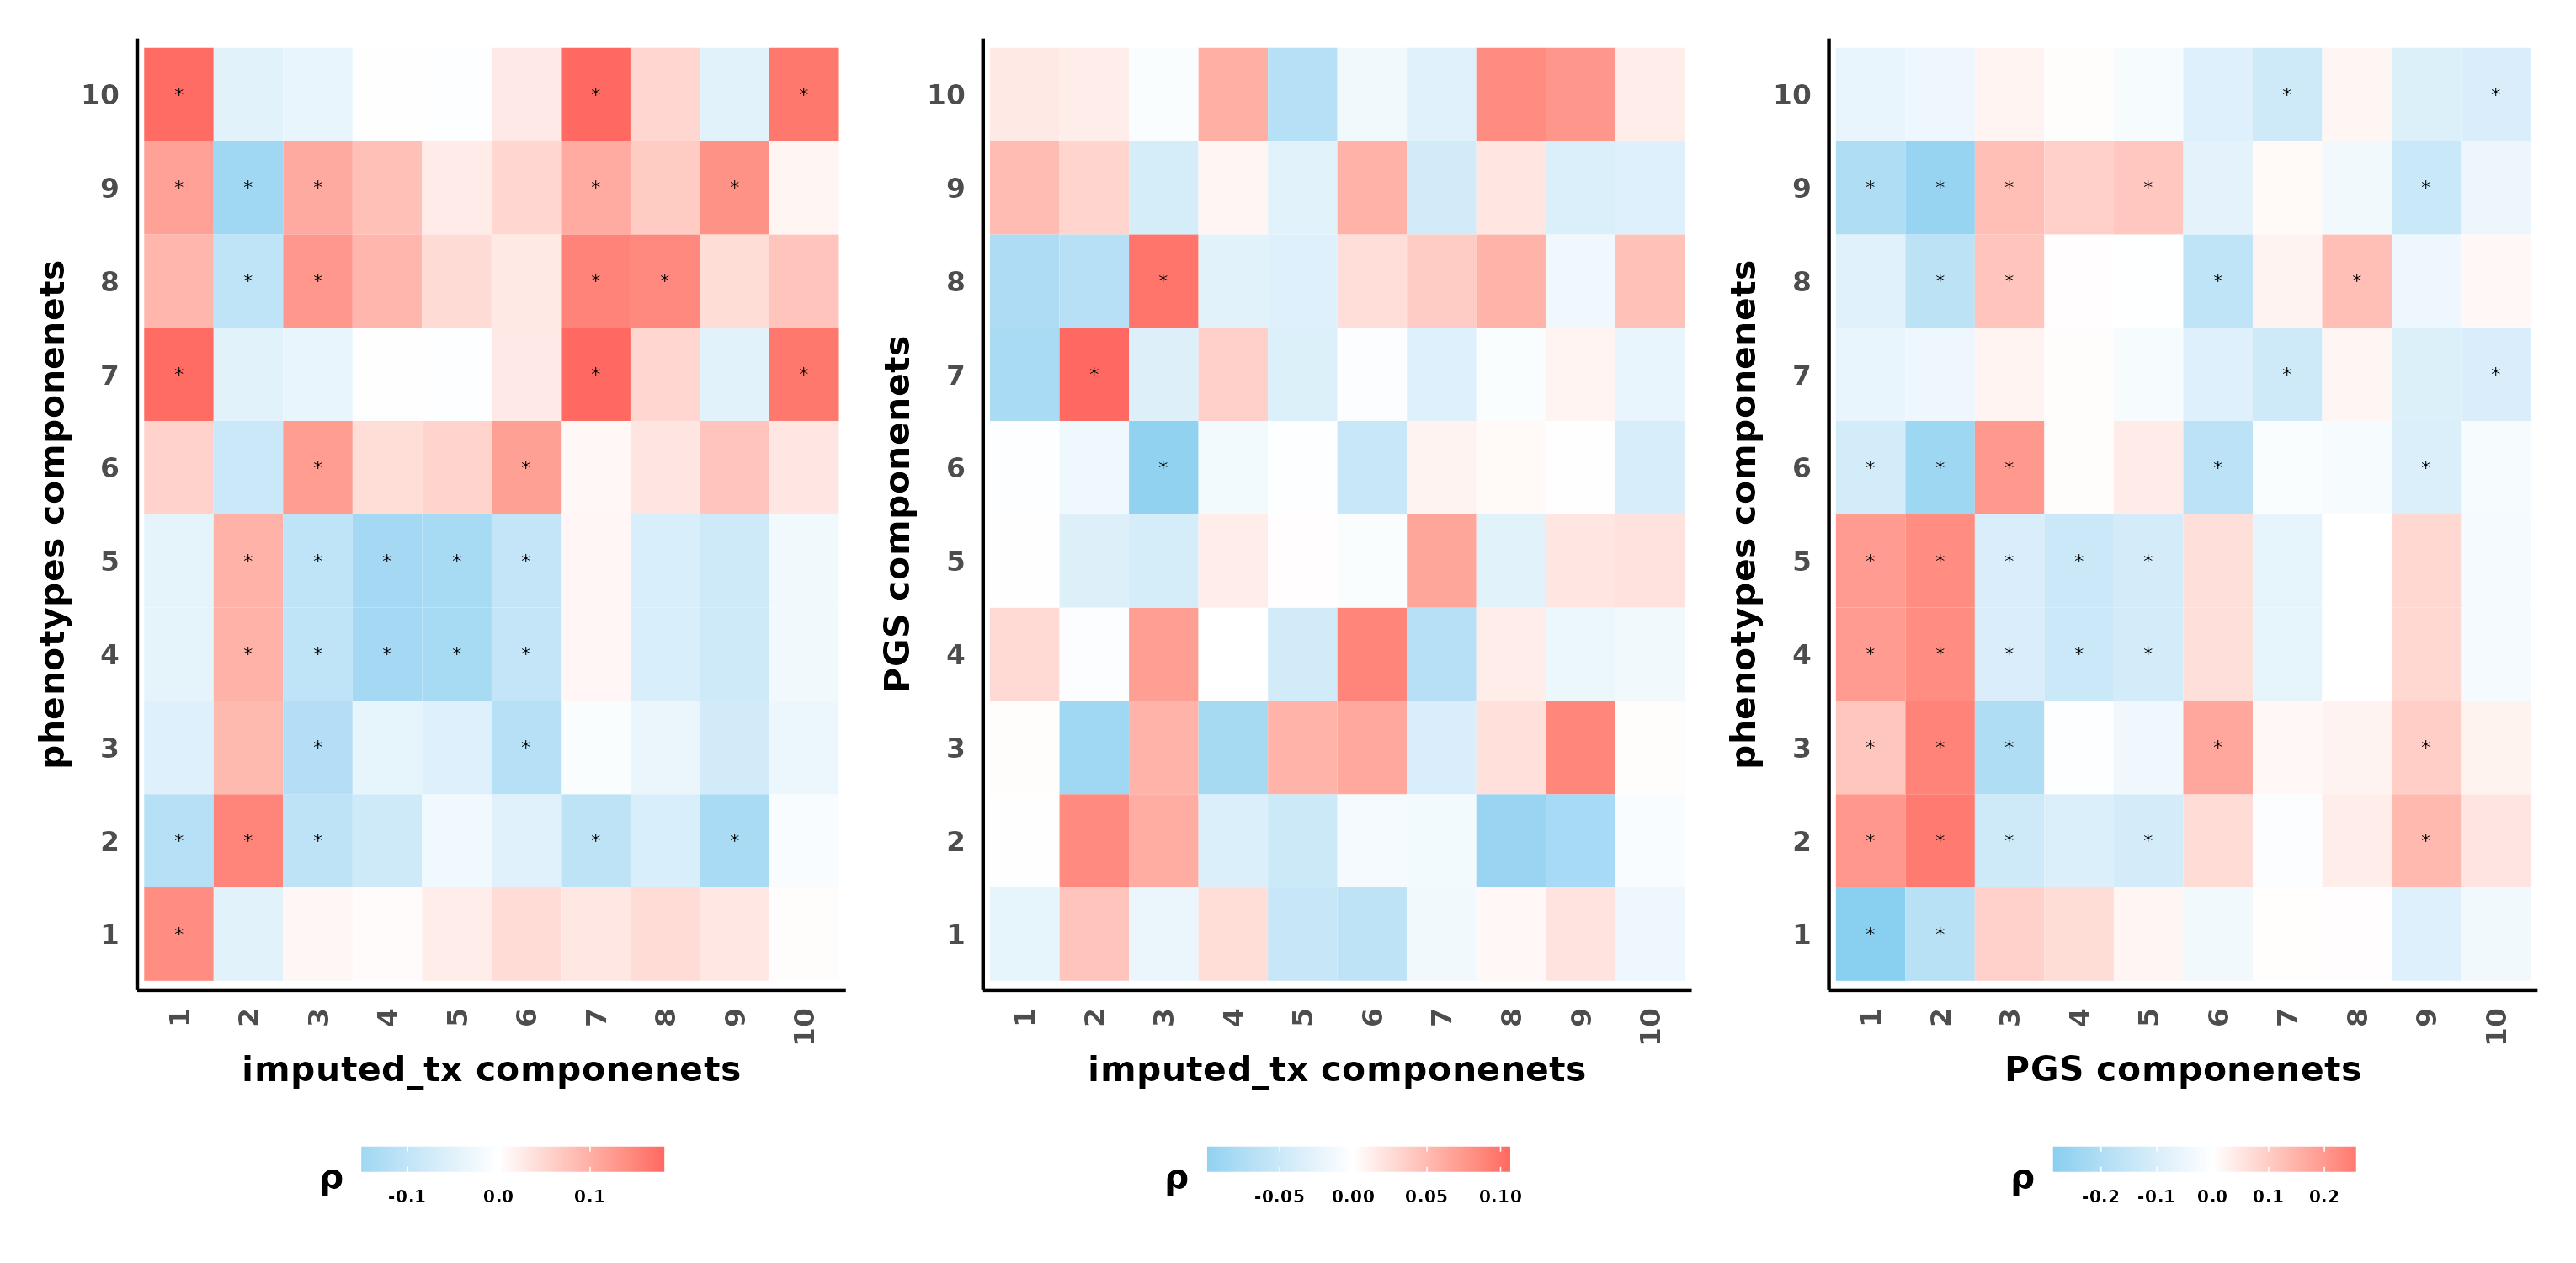 phenotypes componenets
10
9
8
7
6
5
4
3
2
1
* * *
* * * * *
* * * *
* * *
* *
* * * * *
* * * * *
* *
* * * * *
*
1 2 3 4 5 6 7 8 9 10
imputed_tx componenets
ρ
-0.1 0.0 0.1
PGS componenets
10
9
8
7
6
5
4
3
2
1
*
*
*
1 2 3 4 5 6 7 8 9 10
imputed_tx componenets
ρ
-0.05 0.00 0.05 0.10
phenotypes componenets
10
9
8
7
6
5
4
3
2
1
* *
* * * * *
* * * *
* *
* * * * *
* * * * *
* * * * *
* * * * *
* * * * *
* *
1 2 3 4 5 6 7 8 9 10
PGS componenets
ρ
-0.2 -0.1 0.0 0.1 0.2